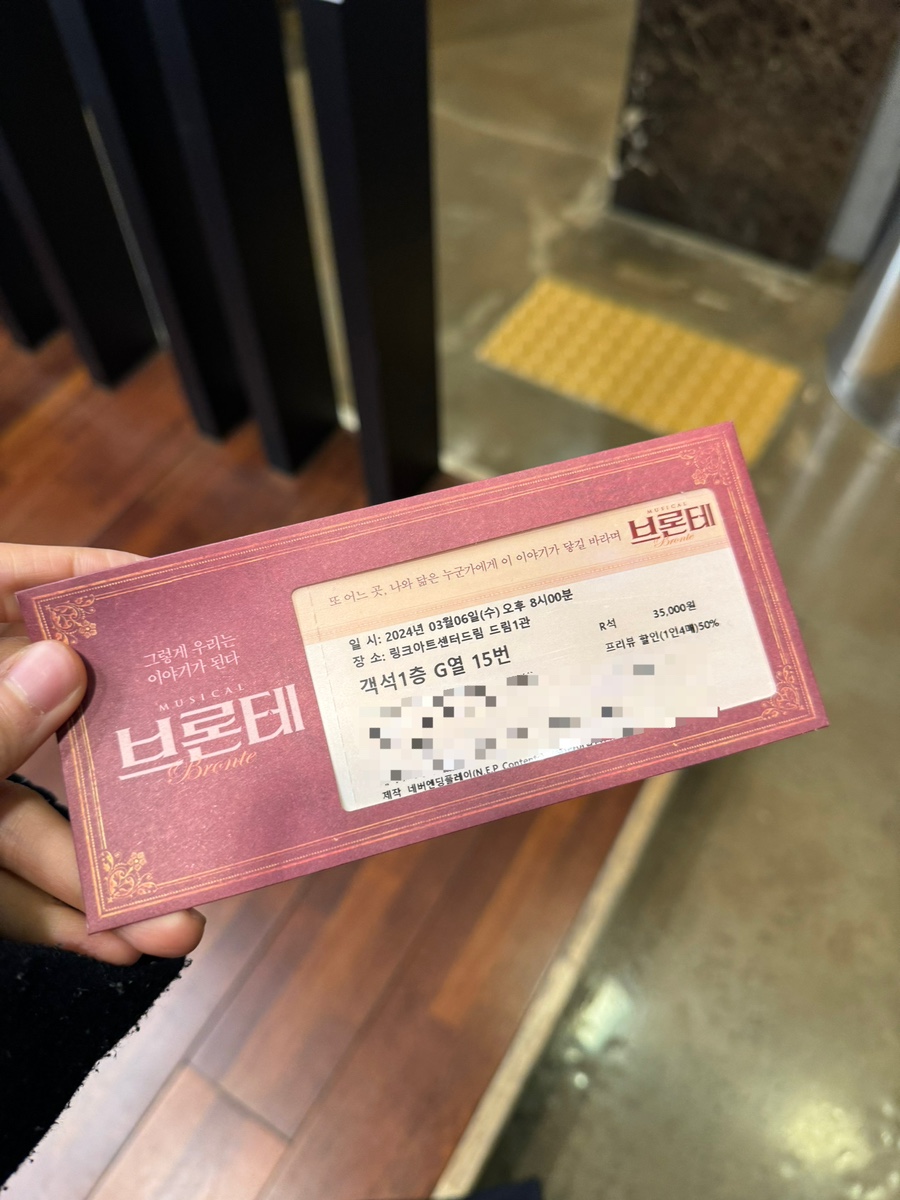 그렇게 우리는
이야기가 된다
MUSICAL
브론테
Bronte
또 어느 곳, 나와 닮은 누군가에게 이 이야기가 닿길 바라며
MUSICAL
브론테
Bronte
일 시: 2024년 03월06일(수) 오후 8시00분
장 소: 링크아트센터드림 드림1관
객석1층 G열 15번
R석 35,000원
프리뷰 할인(1인4매)50%
제작 네버엔딩플레이(N.E.P. Content